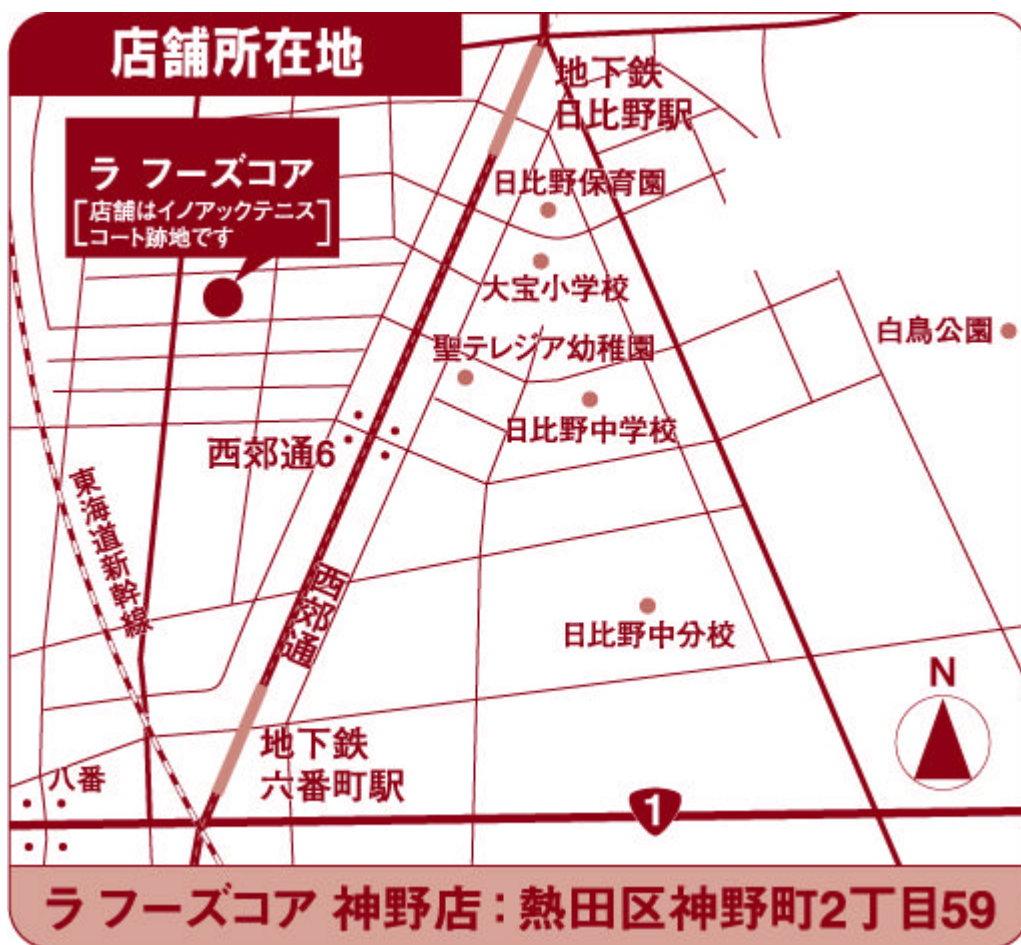 店舗所在地
地下鉄
日比野駅
ラ フーズコア
[店舗はイノアックテニス
コート跡地です]
日比野保育園
大宝小学校
白鳥公園
聖テレジア幼稚園
日比野中学校
西郊通6
東海道新幹線
西郊通
日比野中分校
N
地下鉄
六番町駅
八番
1
ラ フーズコア 神野店：熱田区神野町2丁目59